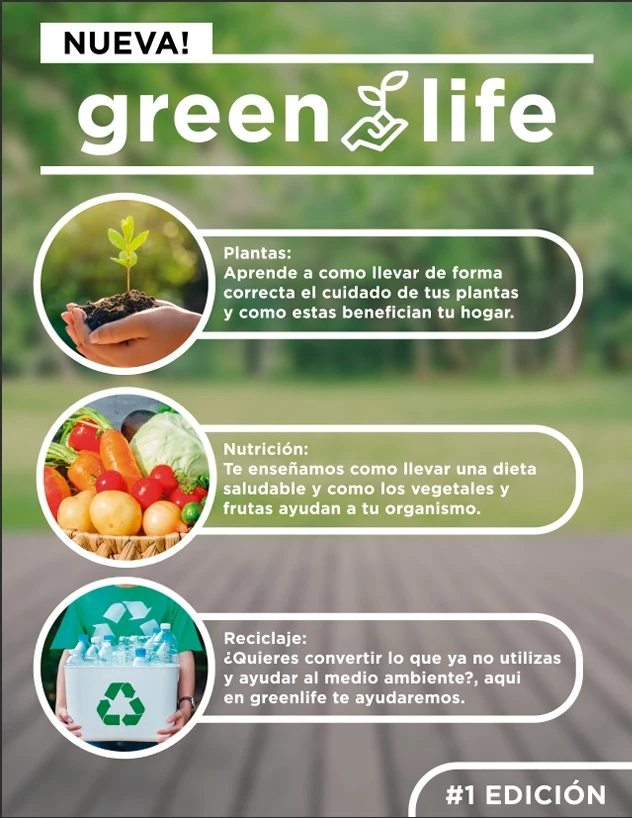 NUEVA!
green life
Plantas:
Aprende a como llevar de forma
correcta el cuidado de tus plantas
y como estas benefician tu hogar.
Nutrición:
Te enseñamos como llevar una dieta
saludable y como los vegetales y
frutas ayudan a tu organismo.
Reciclaje:
¿Quieres convertir lo que ya no utilizas
y ayudar al medio ambiente?, aqui
en greenlife te ayudaremos.
#1 EDICIÓN